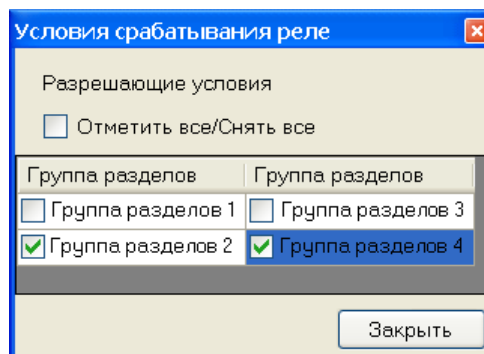 Условия срабатывания реле
Разрешающие условия
Отметить все/Снять все
Группа разделов Группа разделов
Группа разделов 1 Группа разделов 3
Группа разделов 2 Группа разделов 4
Закрыть